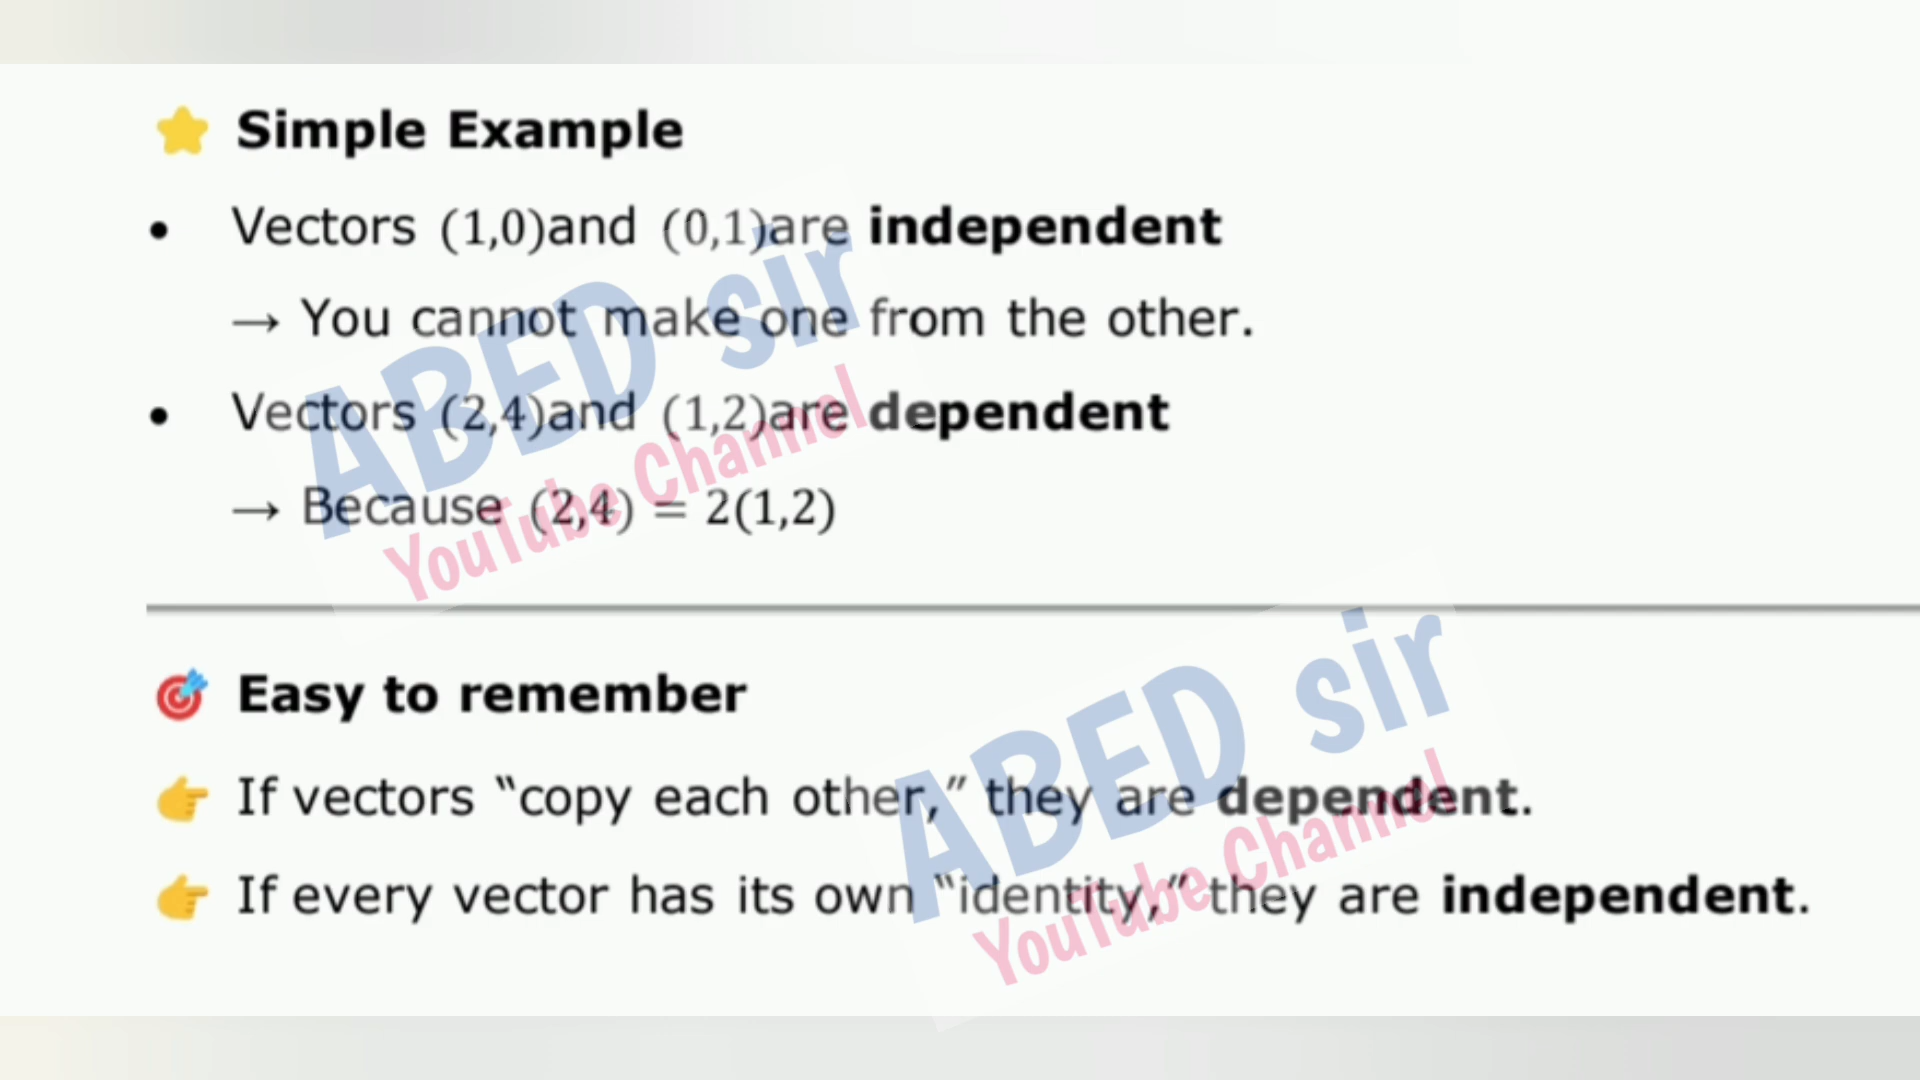 ⭐ Simple Example
• Vectors (1,0)and (0,1)are independent
→ You cannot make one from the other.
• Vectors (2,4)and (1,2)are dependent
→ Because (2,4) = 2(1,2)
ABED sir
YouTube Channel
🎯 Easy to remember
👉 If vectors “copy each other,” they are dependent.
👉 If every vector has its own “identity,” they are independent.
ABED sir
YouTube Channel